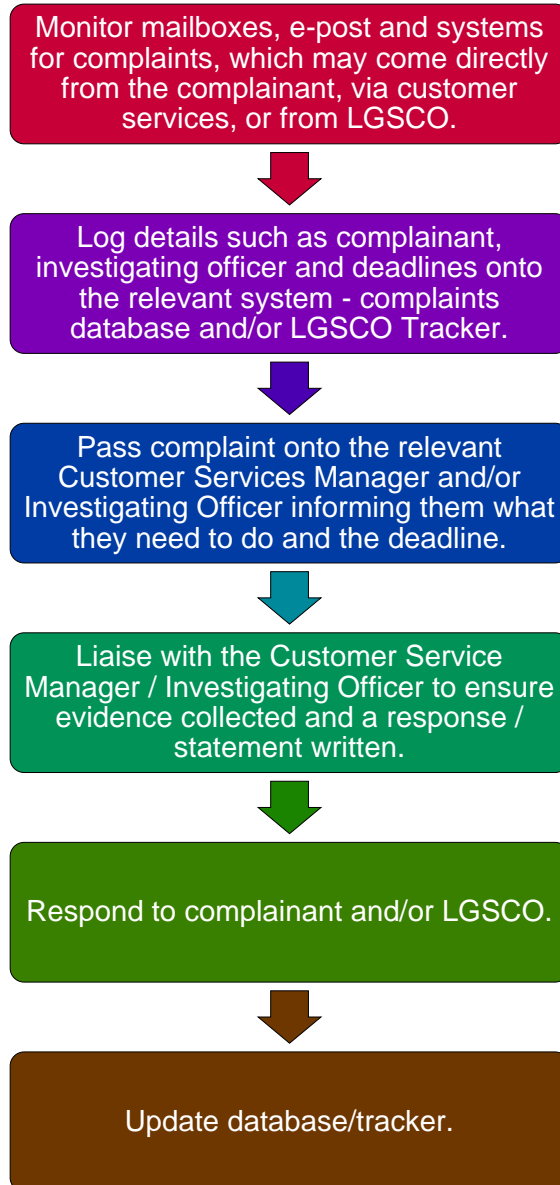 Monitor mailboxes, e-post and systems
for complaints, which may come directly
from the complainant, via customer
services, or from LGSCO.
Log details such as complainant,
investigating officer and deadlines onto
the relevant system - complaints
database and/or LGSCO Tracker.
Pass complaint onto the relevant
Customer Services Manager and/or
Investigating Officer informing them what
they need to do and the deadline.
Liaise with the Customer Service
Manager / Investigating Officer to ensure
evidence collected and a response /
statement written.
Respond to complainant and/or LGSCO.
Update database/tracker.